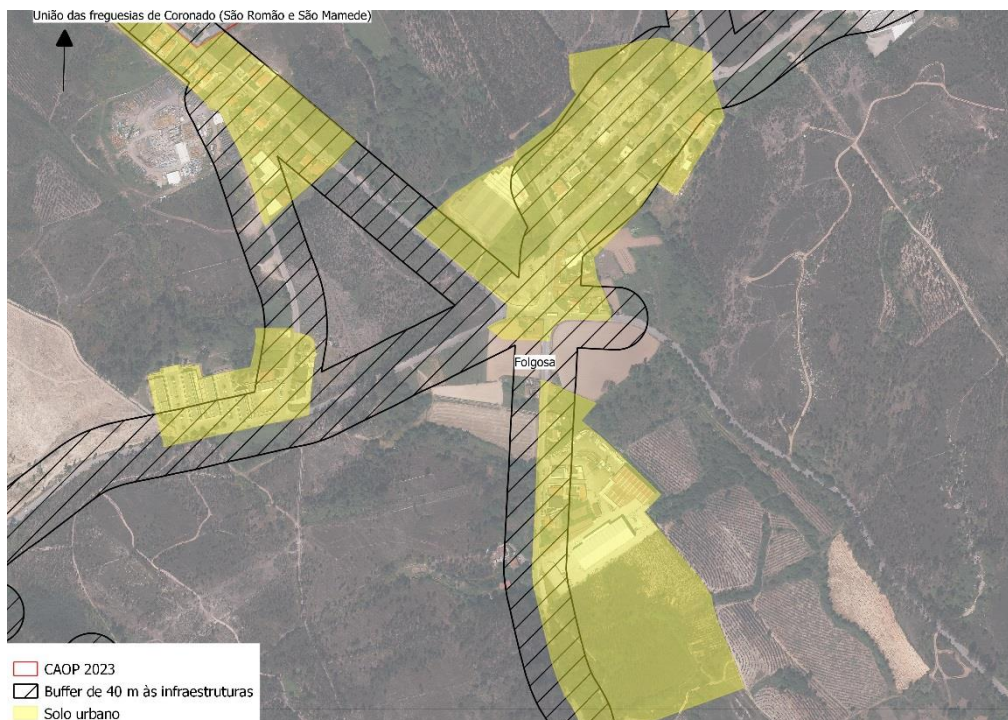 União das freguesias de Coronado (São Romão e São Mamede)
Folgosa
CAOP 2023
Buffer de 40 m às infraestruturas
Solo urbano